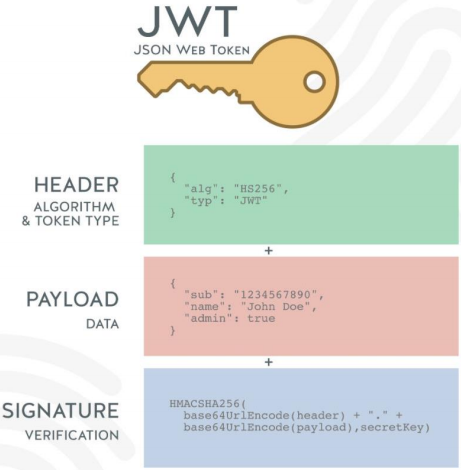 JWT
JSON WEB TOKEN
HEADER
ALGORITHM
& TOKEN TYPE
{
"alg": "HS256",
"typ": "JWT"
}
+
PAYLOAD
DATA
{
"sub": "1234567890",
"name": "John Doe",
"admin": true
}
+
SIGNATURE
VERIFICATION
HMACSHA256(
base64UrlEncode(header) + "." +
base64UrlEncode(payload),secretKey)